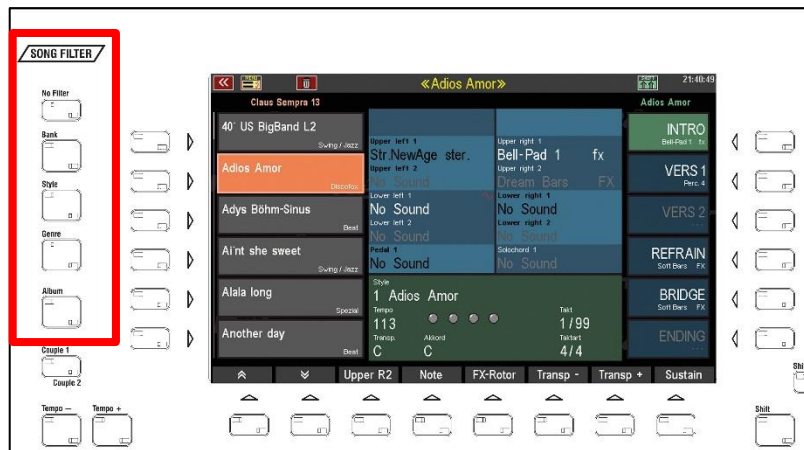 SONG FILTER
No Filter
Bank
Style
Genre
Album
Couple 1
Couple 2
Tempo – Tempo +
MENU
«Adios Amor»
SHIFT
21:40:49
Claus Sempra 13
Adios Amor
40´ US BigBand L2
Swing / Jazz
Adios Amor
Discofox
Adys Böhm-Sinus
Beat
Ai'nt she sweet
Swing / Jazz
Alala long
Spezial
Another day
Beat
Upper left 1
Str.NewAge ster.
Upper left 2
No Sound
Lower left 1
No Sound
Lower left 2
No Sound
Pedal 1
No Sound
Upper right 1
Bell-Pad 1 fx
Upper right 2
Dream Bars FX
Lower right 1
No Sound
Lower right 2
No Sound
Solochord 1
No Sound
Style
1 Adios Amor
Tempo
113
Takt
1/99
Transp. Akkord Taktart
C C 4/4
INTRO
Bell-Pad 1 fx
VERS 1
Perc. 4
VERS 2
- - -
REFRAIN
Soft Bars FX
BRIDGE
Soft Bars FX
ENDING
- - -
Upper R2 Note FX-Rotor Transp - Transp + Sustain
Shi
Shift